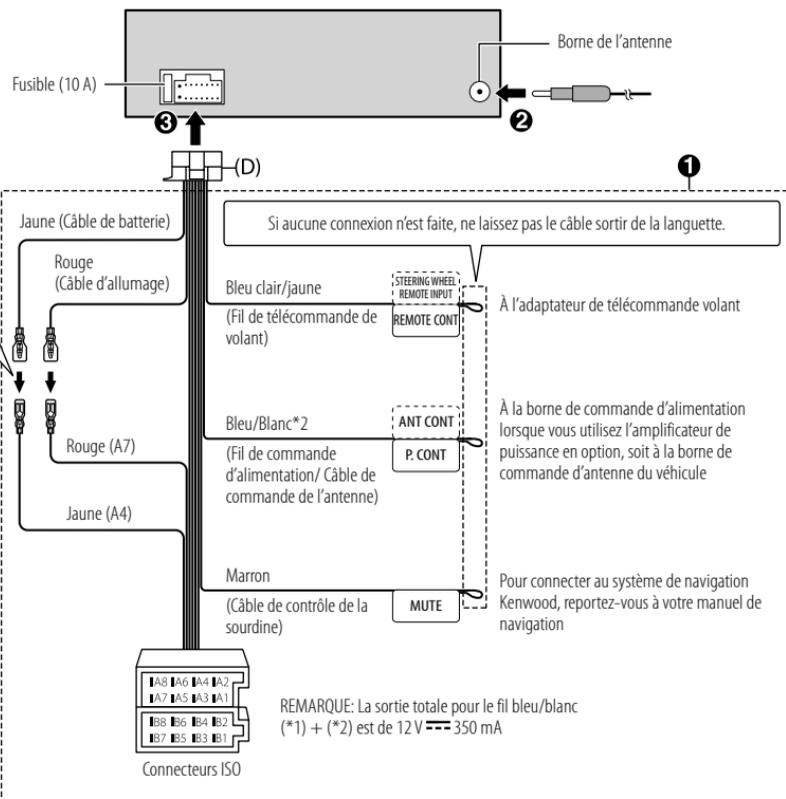 Borne de l'antenne
Fusible (10 A)
❸
❷
(D)
❶
Jaune (Câble de batterie)
Si aucune connexion n'est faite, ne laissez pas le câble sortir de la languette.
Rouge
(Câble d'allumage)
Bleu clair/jaune
(Fil de télécommande de
volant)
STEERING WHEEL
REMOTE INPUT
REMOTE CONT
À l'adaptateur de télécommande volant
Bleu/Blanc*2
(Fil de commande
d'alimentation/ Câble de
commande de l'antenne)
ANT CONT
P. CONT
À la borne de commande d'alimentation
lorsque vous utilisez l'amplificateur de
puissance en option, soit à la borne de
commande d'antenne du véhicule
Rouge (A7)
Jaune (A4)
Marron
(Câble de contrôle de la
sourdine)
MUTE
Pour connecter au système de navigation
Kenwood, reportez-vous à votre manuel de
navigation
A8 A6 A4 A2
A7 A5 A3 A1
B8 B6 B4 B2
B7 B5 B3 B1
Connecteurs ISO
REMARQUE: La sortie totale pour le fil bleu/blanc
(*1) + (*2) est de 12 V ⎓ 350 mA